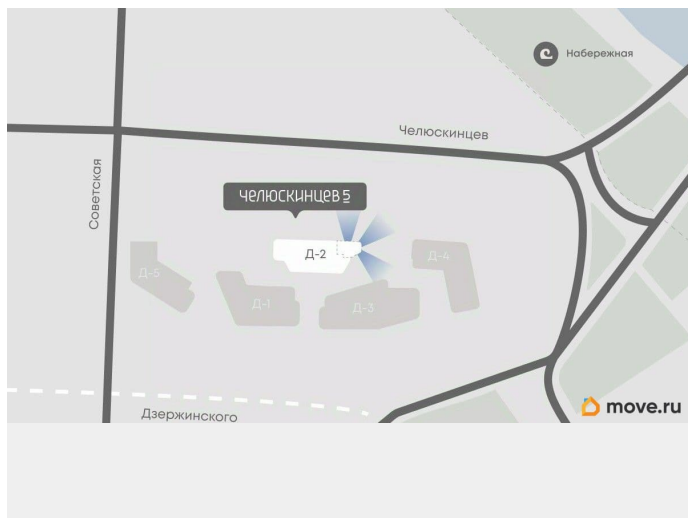 Набережная
Челюскинцев
Советская
челюскинцев 5
Д-2
Д-4
Д-5
Д-1
Д-3
Дзержинского
move.ru